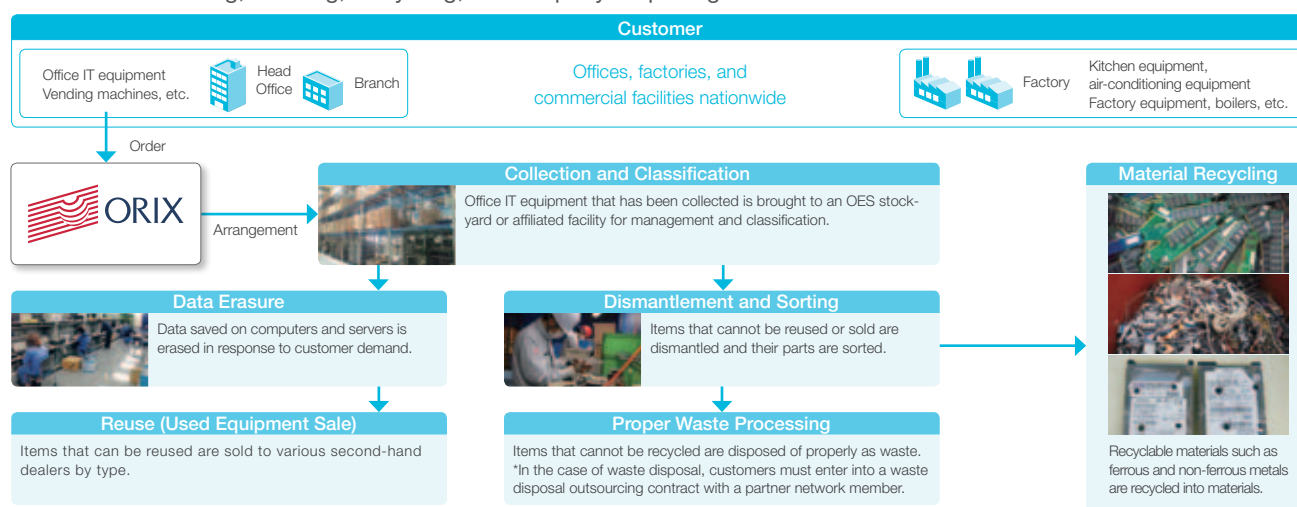 Customer
Office IT equipment
Vending machines, etc.
Head
Office
Branch
Offices, factories, and
commercial facilities nationwide
Factory
Kitchen equipment,
air-conditioning equipment
Factory equipment, boilers, etc.
Order
ORIX
Arrangement
Collection and Classification
Office IT equipment that has been collected is brought to an OES stock-
yard or affiliated facility for management and classification.
Material Recycling
Data Erasure
Data saved on computers and servers is
erased in response to customer demand.
Dismantlement and Sorting
Items that cannot be reused or sold are
dismantled and their parts are sorted.
Reuse (Used Equipment Sale)
Items that can be reused are sold to various second-hand
dealers by type.
Proper Waste Processing
Items that cannot be recycled are disposed of properly as waste.
*In the case of waste disposal, customers must enter into a waste
disposal outsourcing contract with a partner network member.
Recyclable materials such as
ferrous and non-ferrous metals
are recycled into materials.